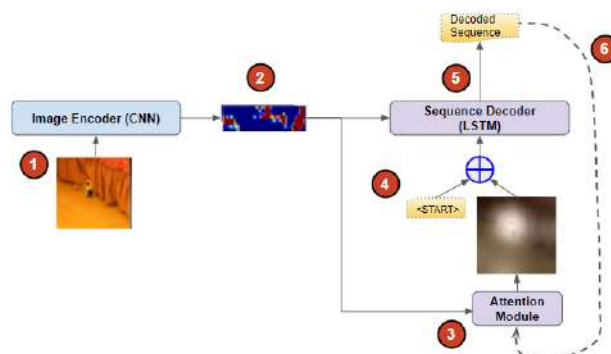 Decoded
Sequence
6
2
5
Image Encoder (CNN)
Sequence Decoder
(LSTM)
1
4
<START>
Attention
Module
3